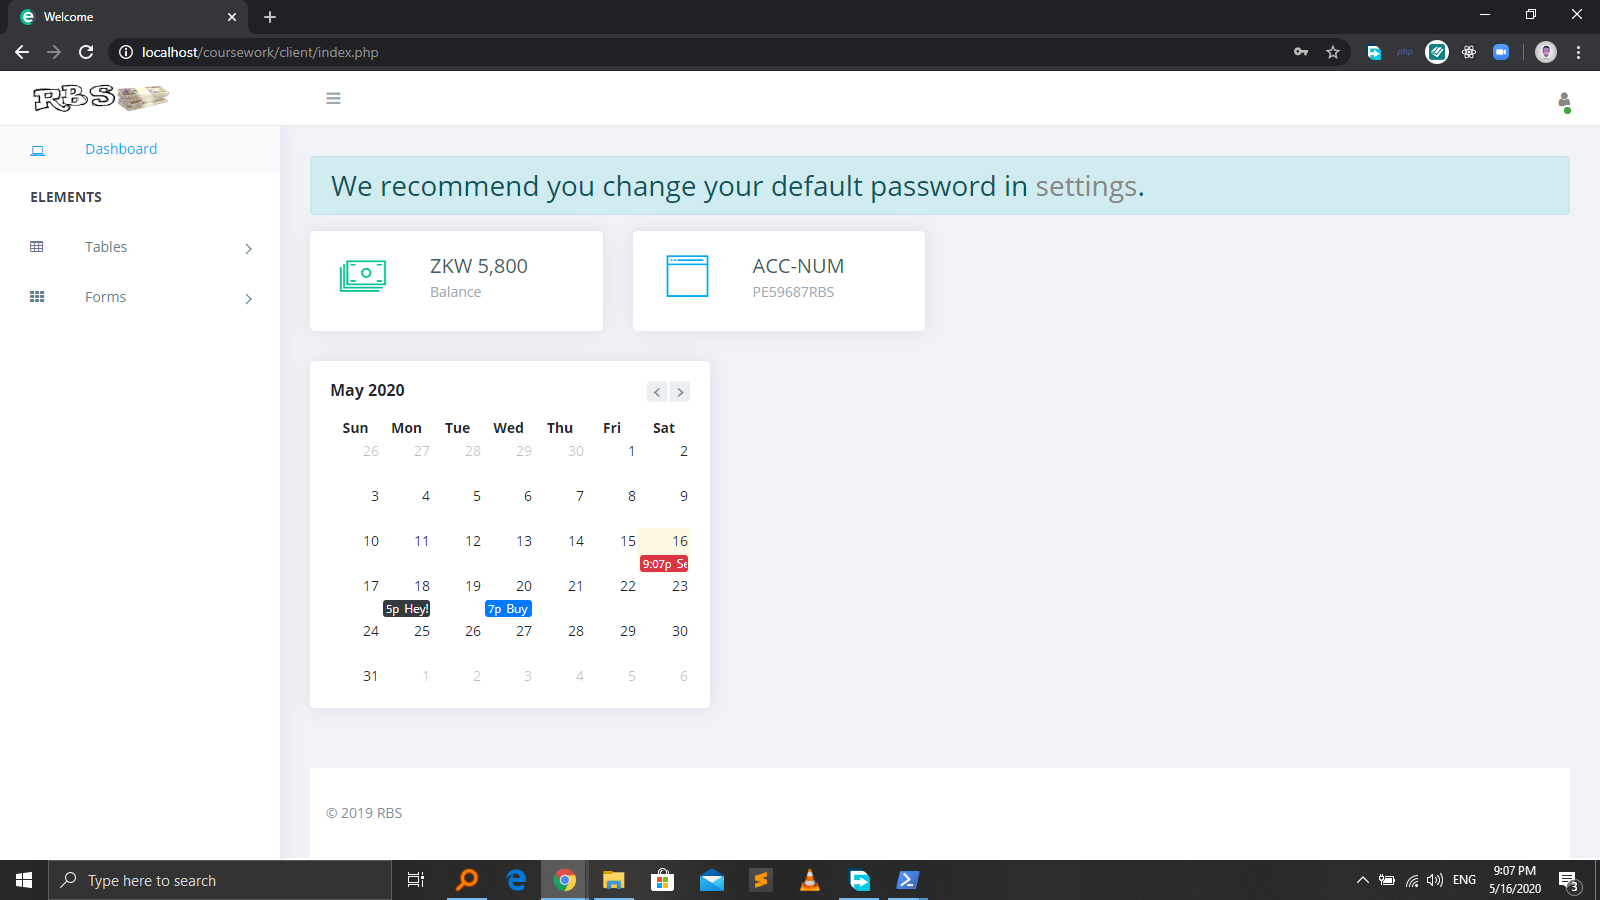 Welcome
localhost/coursework/client/index.php
php
RBS
Dashboard
ELEMENTS
Tables
Forms
We recommend you change your default password in settings.
ZKW 5,800
Balance
ACC-NUM
PE59687RBS
May 2020
Sun Mon Tue Wed Thu Fri Sat
26 27 28 29 30 1 2
3 4 5 6 7 8 9
10 11 12 13 14 15 16
9:07p Se
17 18 19 20 21 22 23
5p Hey! 7p Buy
24 25 26 27 28 29 30
31 1 2 3 4 5 6
© 2019 RBS
Type here to search
ENG
9:07 PM
5/16/2020
3